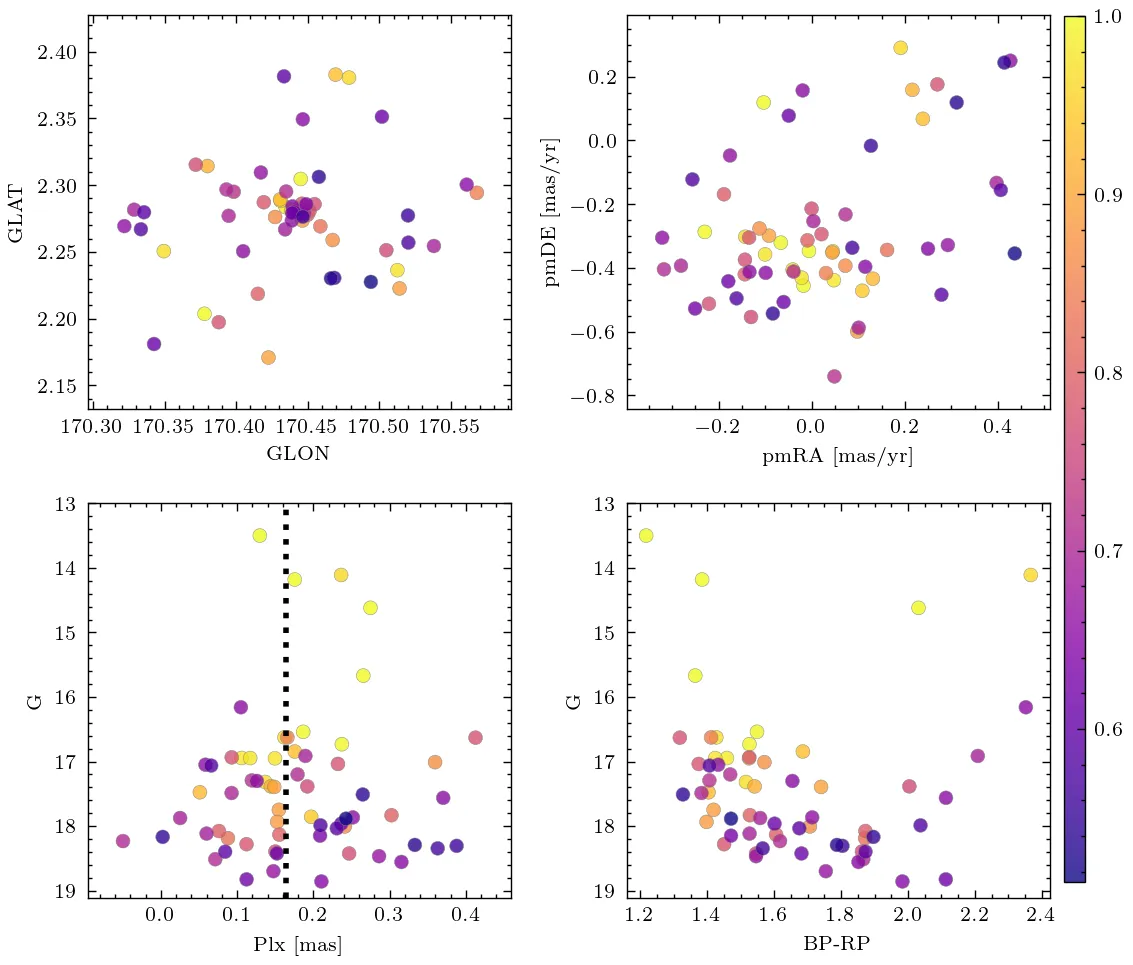 2.40
2.35
2.30
2.25
2.20
2.15
GLAT
170.30 170.35 170.40 170.45 170.50 170.55
GLON
0.2
0.0
−0.2
−0.4
−0.6
−0.8
pmDE [mas/yr]
−0.2 0.0 0.2 0.4
pmRA [mas/yr]
1.0
0.9
0.8
0.7
0.6
13
14
15
16
17
18
19
G
0.0 0.1 0.2 0.3 0.4
Plx [mas]
13
14
15
16
17
18
19
G
1.2 1.4 1.6 1.8 2.0 2.2 2.4
BP-RP